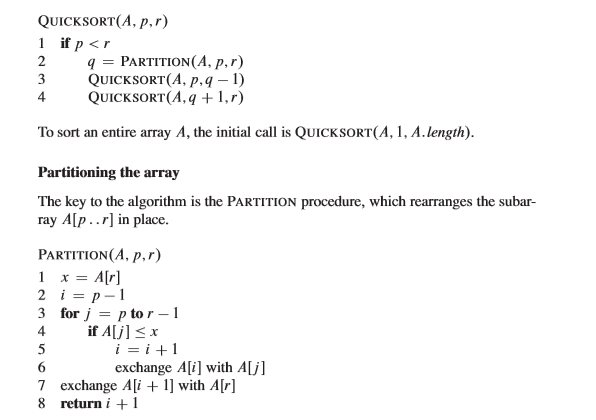 QUICKSORT(A, p, r)
1 if p < r
2 q = PARTITION(A, p, r)
3 QUICKSORT(A, p, q − 1)
4 QUICKSORT(A, q + 1, r)
To sort an entire array A, the initial call is QUICKSORT(A, 1, A.length).
Partitioning the array
The key to the algorithm is the PARTITION procedure, which rearranges the subar-
ray A[p . . r] in place.
PARTITION(A, p, r)
1 x = A[r]
2 i = p − 1
3 for j = p to r − 1
4 if A[j] ≤ x
5 i = i + 1
6 exchange A[i] with A[j]
7 exchange A[i + 1] with A[r]
8 return i + 1